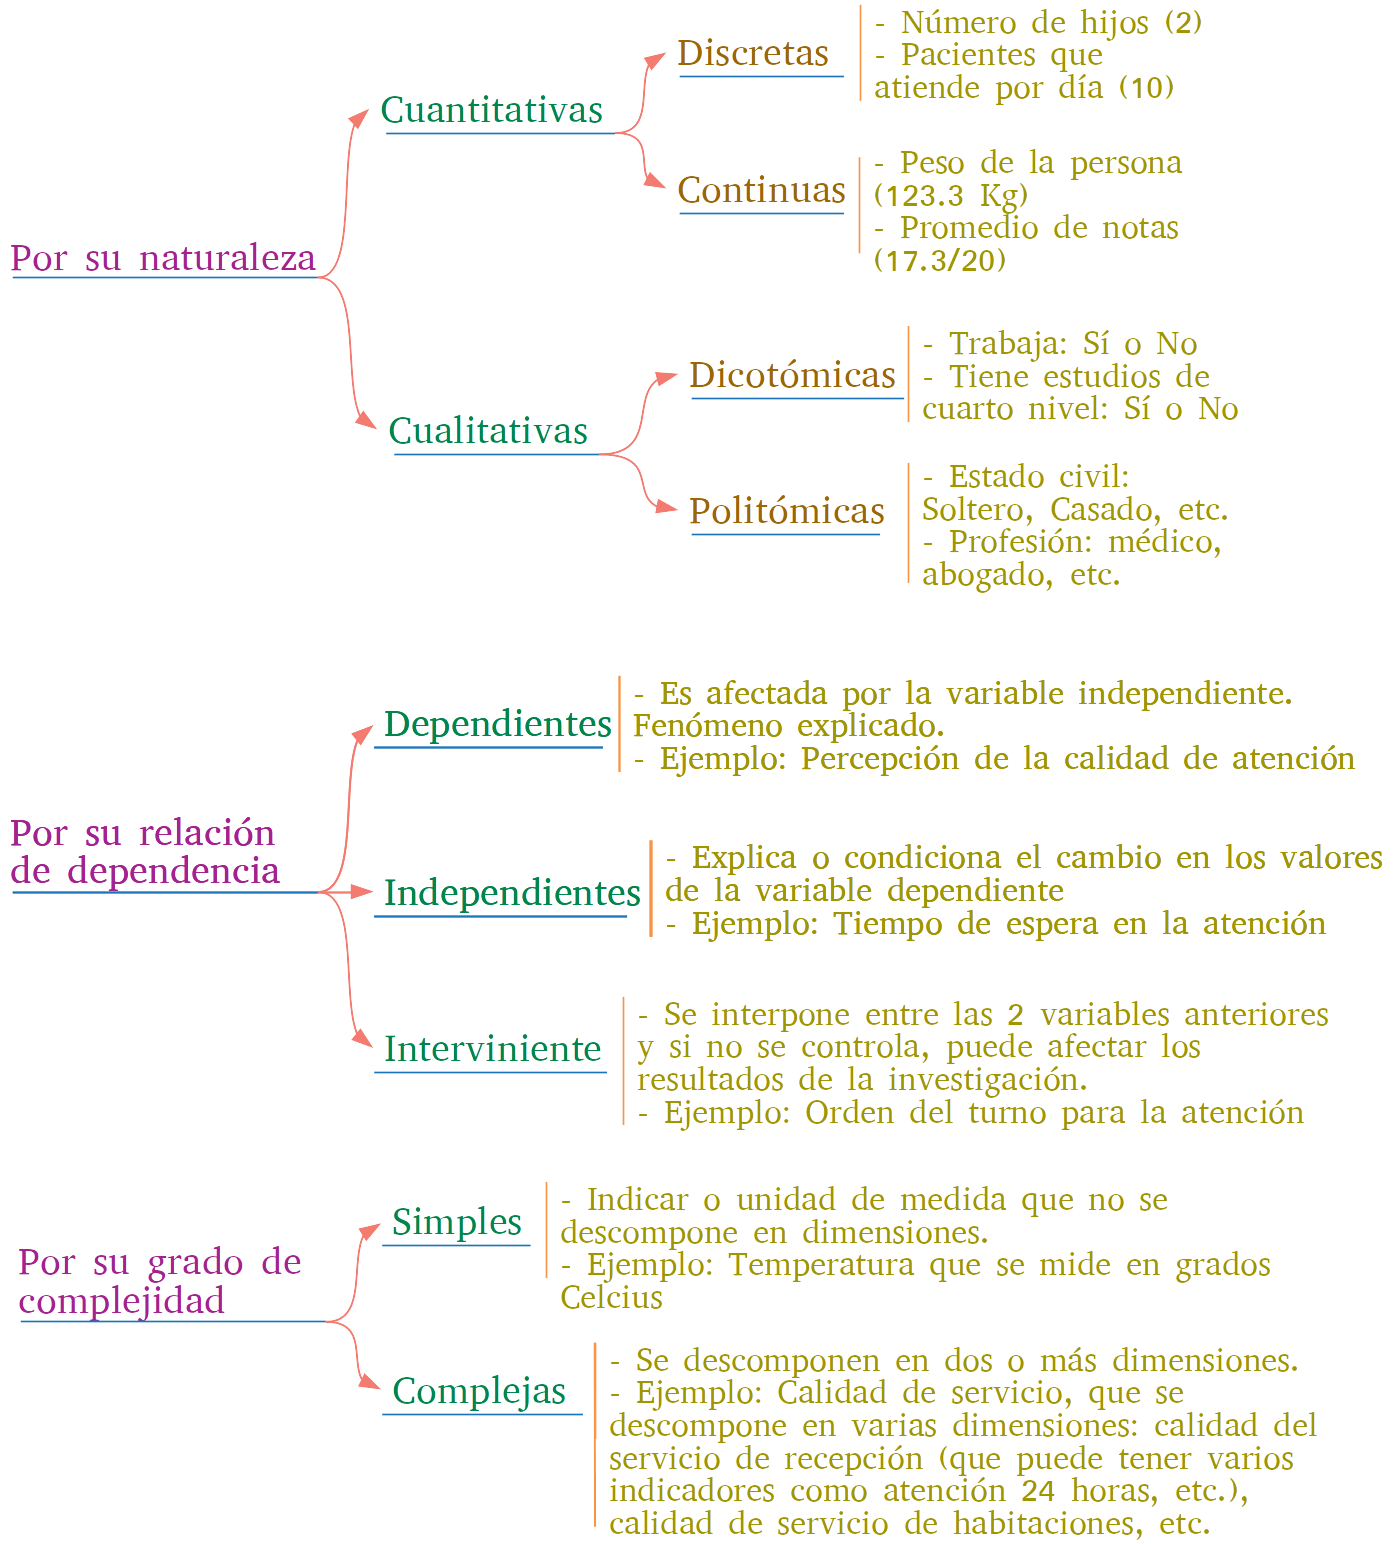 Por su naturaleza
Cuantitativas
Discretas
- Número de hijos (2)
- Pacientes que
atiende por día (10)
Continuas
- Peso de la persona
(123.3 Kg)
- Promedio de notas
(17.3/20)
Cualitativas
Dicotómicas
- Trabaja: Sí o No
- Tiene estudios de
cuarto nivel: Sí o No
Politómicas
- Estado civil:
Soltero, Casado, etc.
- Profesión: médico,
abogado, etc.
Por su relación
de dependencia
Dependientes
- Es afectada por la variable independiente.
Fenómeno explicado.
- Ejemplo: Percepción de la calidad de atención
Independientes
- Explica o condiciona el cambio en los valores
de la variable dependiente
- Ejemplo: Tiempo de espera en la atención
Interviniente
- Se interpone entre las 2 variables anteriores
y si no se controla, puede afectar los
resultados de la investigación.
- Ejemplo: Orden del turno para la atención
Por su grado de
complejidad
Simples
- Indicar o unidad de medida que no se
descompone en dimensiones.
- Ejemplo: Temperatura que se mide en grados
Celcius
Complejas
- Se descomponen en dos o más dimensiones.
- Ejemplo: Calidad de servicio, que se
descompone en varias dimensiones: calidad del
servicio de recepción (que puede tener varios
indicadores como atención 24 horas, etc.),
calidad de servicio de habitaciones, etc.